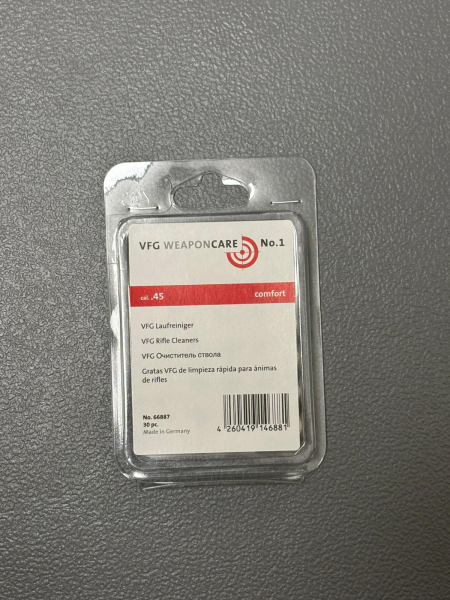 VFG WEAPONCARE No.1
cal. .45 comfort
VFG Laufreiniger
VFG Rifle Cleaners
VFG Очиститель ствола
Gratas VFG de limpieza rápida para ánimas
de rifles
No. 66887
30 pc.
Made in Germany
4 260419 146881